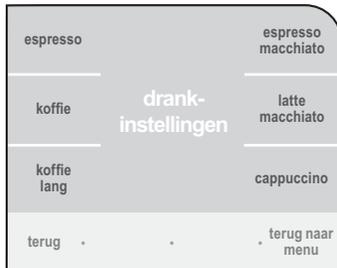 espresso
espresso
macchiato
drank-
instellingen
koffie
latte
macchiato
koffie
lang
cappuccino
terug
terug naar
menu